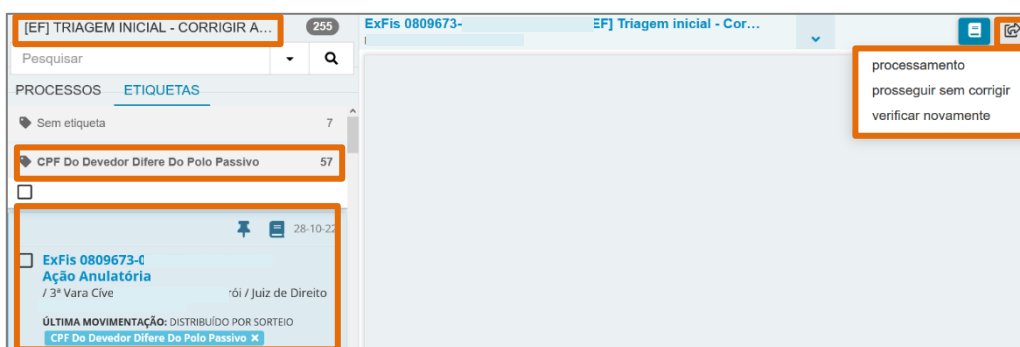 [EF] TRIAGEM INICIAL - CORRIGIR A... 255
Pesquisar
PROCESSOS ETIQUETAS
Sem etiqueta 7
CPF Do Devedor Difere Do Polo Passivo 57
28-10-22
ExFis 0809673-0
Ação Anulatória
/ 3ª Vara Cíve rói / Juiz de Direito
ÚLTIMA MOVIMENTAÇÃO: DISTRIBUÍDO POR SORTEIO
CPF Do Devedor Difere Do Polo Passivo ×
ExFis 0809673- EF] Triagem inicial - Cor...
processamento
prosseguir sem corrigir
verificar novamente